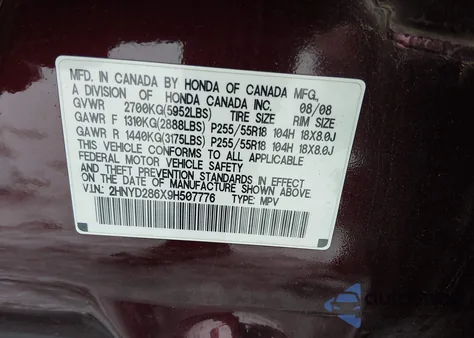 MFD. IN CANADA BY HONDA OF CANADA MFG.,
A DIVISION OF HONDA CANADA INC. 08/08
GVWR 2700KG(5952LBS) TIRE SIZE RIM SIZE
GAWR F 1310KG(2888LBS) P255/55R18 104H 18X8.0J
GAWR R 1440KG(3175LBS) P255/55R18 104H 18X8.0J
THIS VEHICLE CONFORMS TO ALL APPLICABLE
FEDERAL MOTOR VEHICLE SAFETY
AND THEFT PREVENTION STANDARDS IN EFFECT
ON THE DATE OF MANUFACTURE SHOWN ABOVE.
V.I.N: 2HNYD286X9H507776 TYPE: MPV